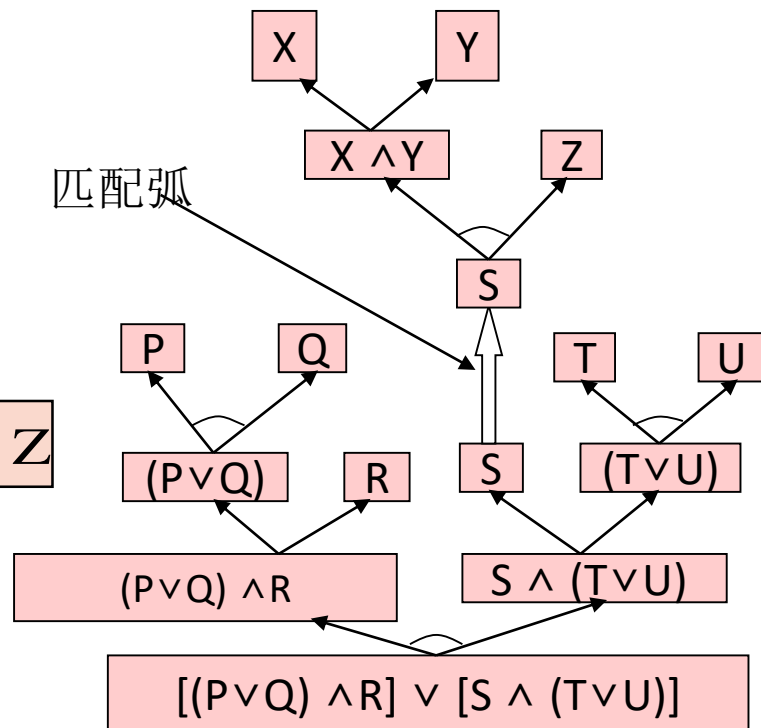 X Y
X ∧Y Z
匹配弧
S
P Q T U
Z (P∨Q) R S (T∨U)
(P∨Q) ∧R S ∧ (T∨U)
[(P∨Q) ∧R] ∨ [S ∧ (T∨U)]